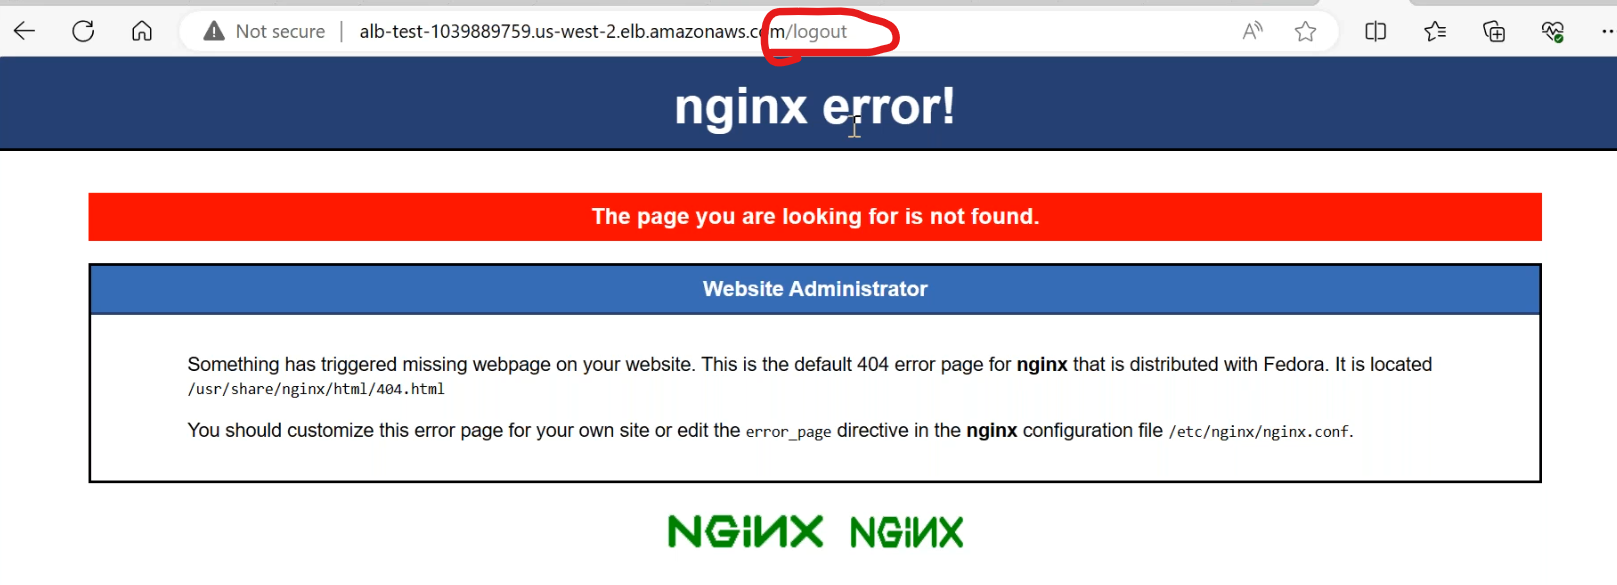 Not secure | alb-test-1039889759.us-west-2.elb.amazonaws.com/logout
nginx error!
The page you are looking for is not found.
Website Administrator
Something has triggered missing webpage on your website. This is the default 404 error page for nginx that is distributed with Fedora. It is located
/usr/share/nginx/html/404.html
You should customize this error page for your own site or edit the error_page directive in the nginx configuration file /etc/nginx/nginx.conf.
NGINX NGINX